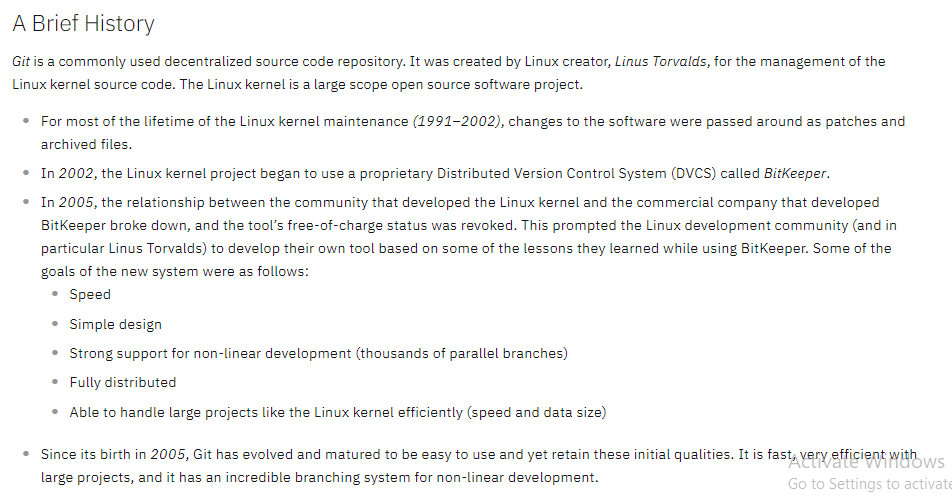 A Brief History
Git is a commonly used decentralized source code repository. It was created by Linux creator, Linus Torvalds, for the management of the
Linux kernel source code. The Linux kernel is a large scope open source software project.
• For most of the lifetime of the Linux kernel maintenance (1991–2002), changes to the software were passed around as patches and
archived files.
• In 2002, the Linux kernel project began to use a proprietary Distributed Version Control System (DVCS) called BitKeeper.
• In 2005, the relationship between the community that developed the Linux kernel and the commercial company that developed
BitKeeper broke down, and the tool's free-of-charge status was revoked. This prompted the Linux development community (and in
particular Linus Torvalds) to develop their own tool based on some of the lessons they learned while using BitKeeper. Some of the
goals of the new system were as follows:
• Speed
• Simple design
• Strong support for non-linear development (thousands of parallel branches)
• Fully distributed
• Able to handle large projects like the Linux kernel efficiently (speed and data size)
• Since its birth in 2005, Git has evolved and matured to be easy to use and yet retain these initial qualities. It is fast, very efficient with
large projects, and it has an incredible branching system for non-linear development.
Activate Windows
Go to Settings to activate